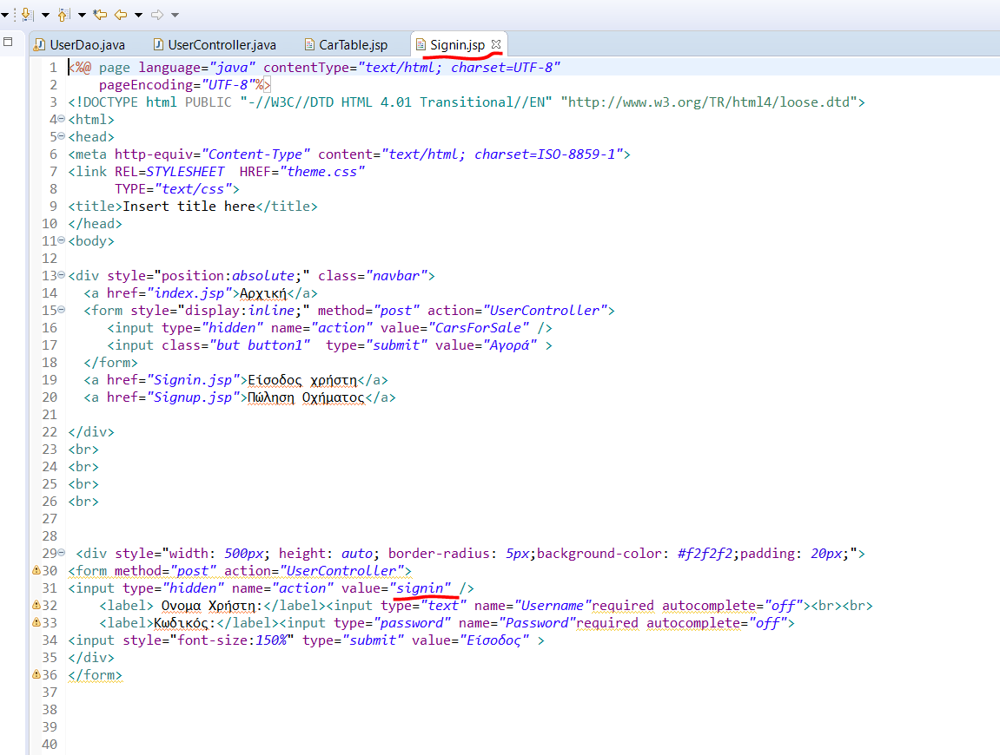 UserDao.java UserController.java CarTable.jsp Signin.jsp
1 <%@ page language="java" contentType="text/html; charset=UTF-8"
2 pageEncoding="UTF-8"%>
3 <!DOCTYPE html PUBLIC "-//W3C//DTD HTML 4.01 Transitional//EN" "http://www.w3.org/TR/html4/loose.dtd">
4 <html>
5 <head>
6 <meta http-equiv="Content-Type" content="text/html; charset=ISO-8859-1">
7 <link REL=STYLESHEET HREF="theme.css"
8 TYPE="text/css">
9 <title>Insert title here</title>
10 </head>
11 <body>
12
13 <div style="position:absolute;" class="navbar">
14 <a href="index.jsp">Αρχική</a>
15 <form style="display:inline;" method="post" action="UserController">
16 <input type="hidden" name="action" value="CarsForSale" />
17 <input class="but button1" type="submit" value="Αγορά" >
18 </form>
19 <a href="Signin.jsp">Είσοδος χρήστη</a>
20 <a href="Signup.jsp">Πώληση Οχήματος</a>
21
22 </div>
23 <br>
24 <br>
25 <br>
26 <br>
27
28
29 <div style="width: 500px; height: auto; border-radius: 5px;background-color: #f2f2f2;padding: 20px;">
30 <form method="post" action="UserController">
31 <input type="hidden" name="action" value="signin" />
32 <label> Ονομα Χρήστη:</label><input type="text" name="Username"required autocomplete="off"><br><br>
33 <label>Κωδικός:</label><input type="password" name="Password"required autocomplete="off">
34 <input style="font-size:150%" type="submit" value="Είσοδος" >
35 </div>
36 </form>
37
38
39
40